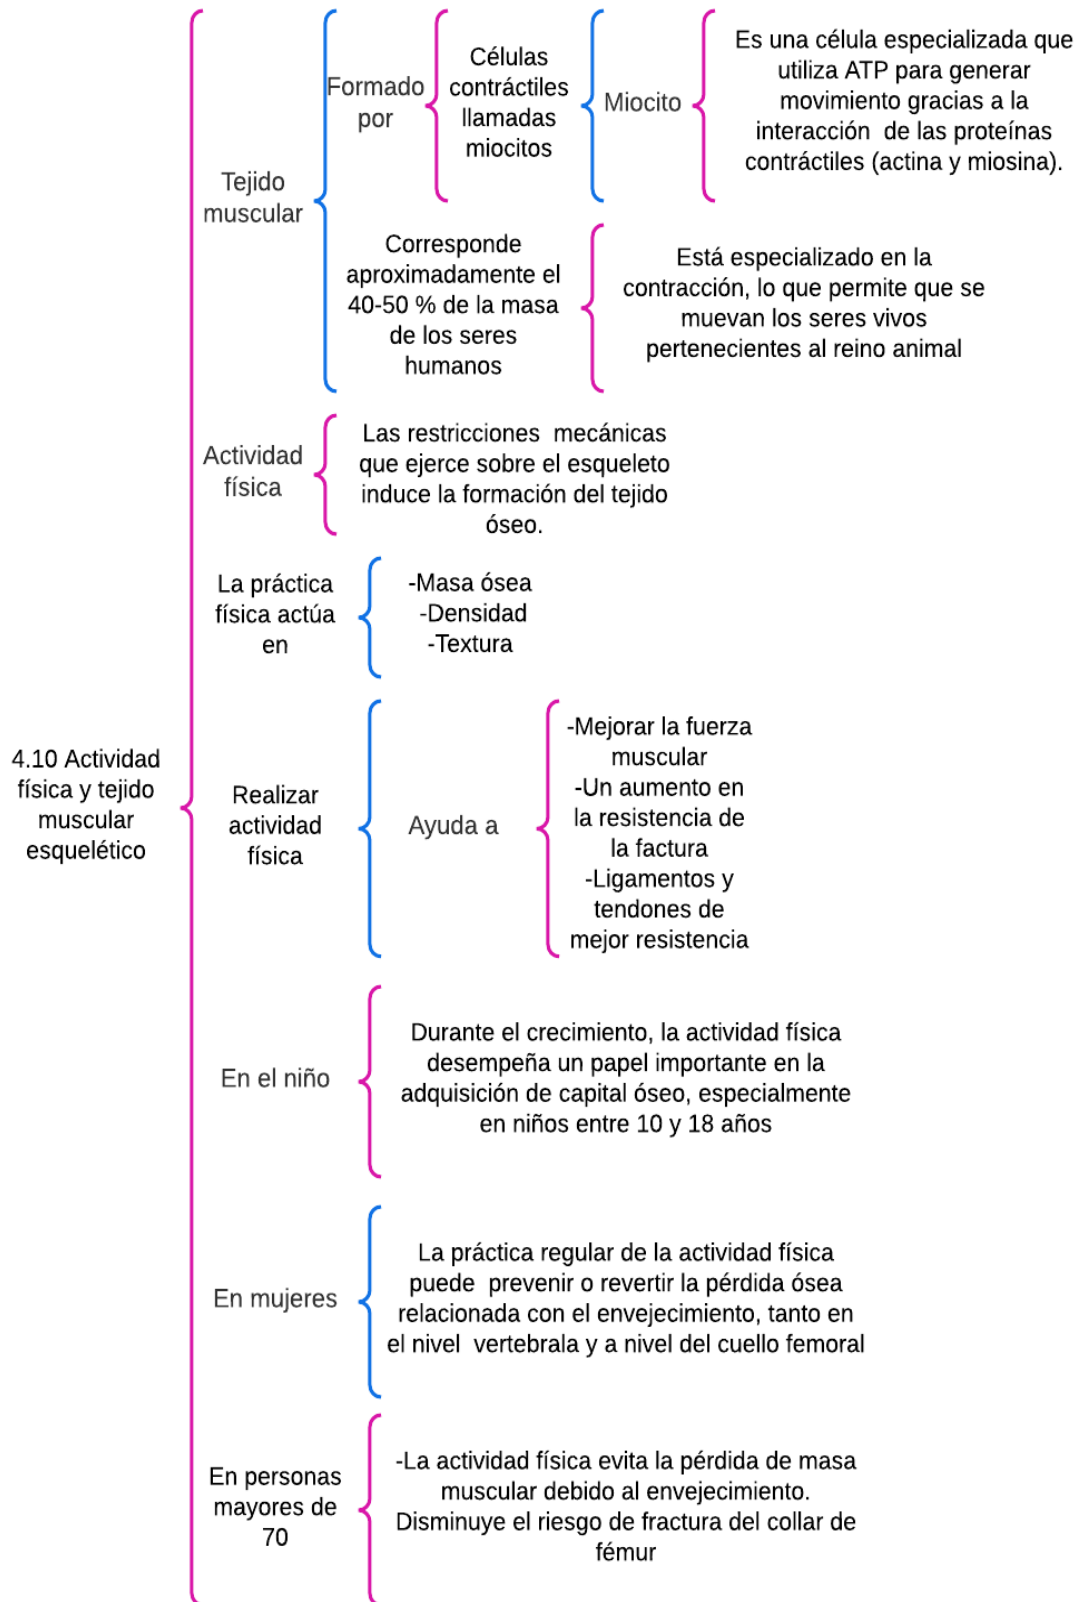 4.10 Actividad
física y tejido
muscular
esquelético
Tejido
muscular
Formado
por
Células
contráctiles
llamadas
miocitos
Miocito
Es una célula especializada que
utiliza ATP para generar
movimiento gracias a la
interacción de las proteínas
contráctiles (actina y miosina).
Corresponde
aproximadamente el
40-50 % de la masa
de los seres
humanos
Está especializado en la
contracción, lo que permite que se
muevan los seres vivos
pertenecientes al reino animal
Actividad
física
Las restricciones mecánicas
que ejerce sobre el esqueleto
induce la formación del tejido
óseo.
La práctica
física actúa
en
-Masa ósea
-Densidad
-Textura
Realizar
actividad
física
Ayuda a
-Mejorar la fuerza
muscular
-Un aumento en
la resistencia de
la factura
-Ligamentos y
tendones de
mejor resistencia
En el niño
Durante el crecimiento, la actividad física
desempeña un papel importante en la
adquisición de capital óseo, especialmente
en niños entre 10 y 18 años
En mujeres
La práctica regular de la actividad física
puede prevenir o revertir la pérdida ósea
relacionada con el envejecimiento, tanto en
el nivel vertebrala y a nivel del cuello femoral
En personas
mayores de
70
-La actividad física evita la pérdida de masa
muscular debido al envejecimiento.
Disminuye el riesgo de fractura del collar de
fémur